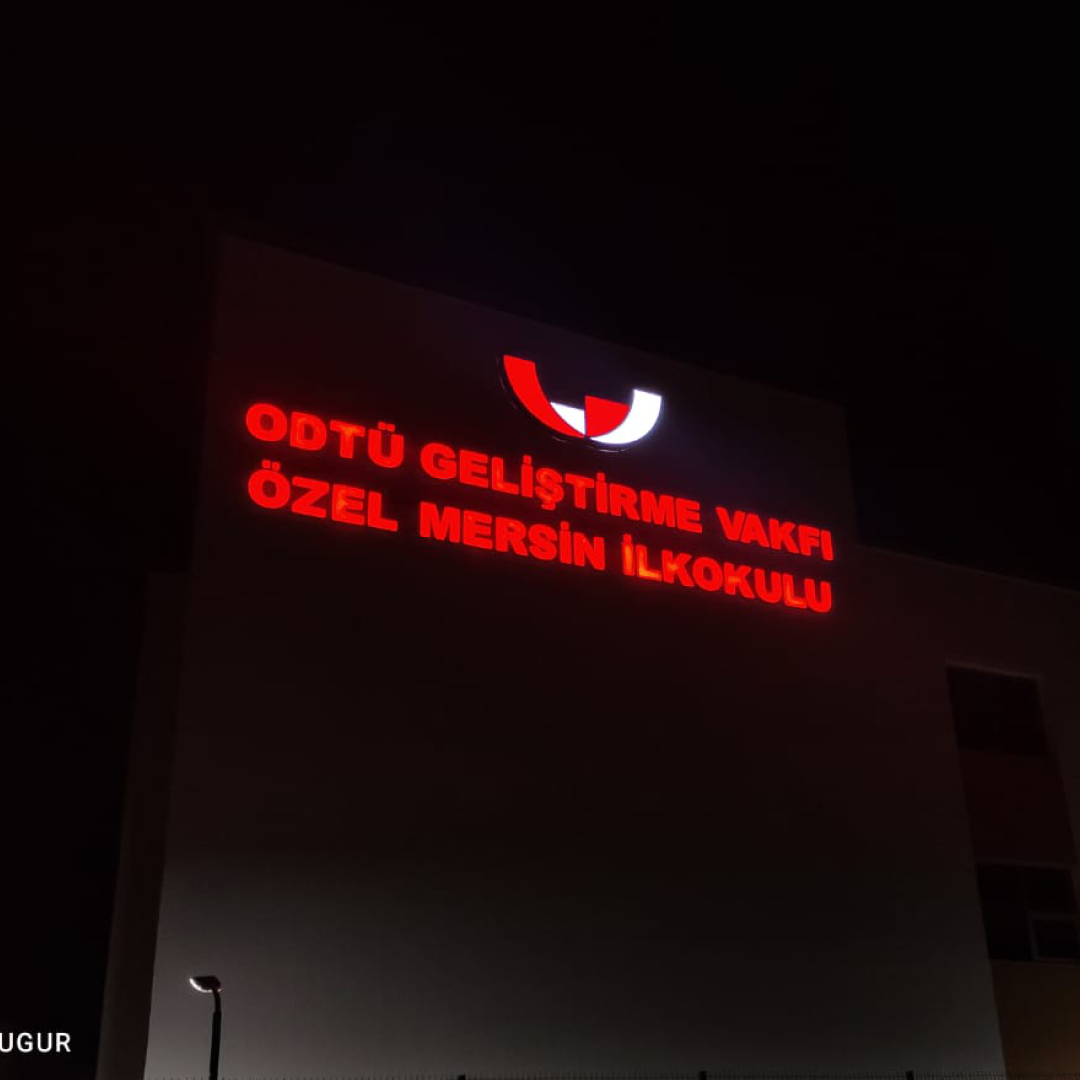 ODTÜ GELİŞTİRME VAKFI
ÖZEL MERSİN İLKOKULU
UGUR